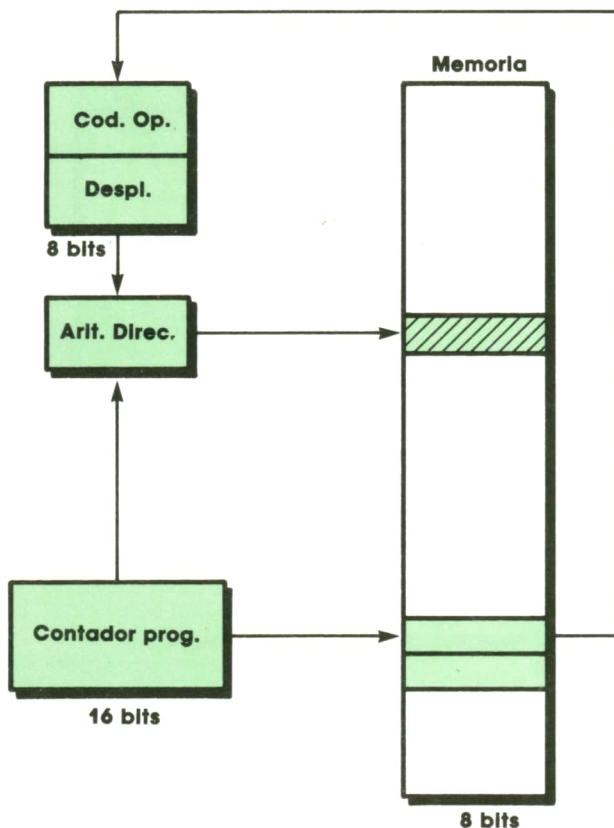 Memoria
Cod. Op.
Despl.
8 bits
Arit. Direc.
Contador prog.
16 bits
8 bits